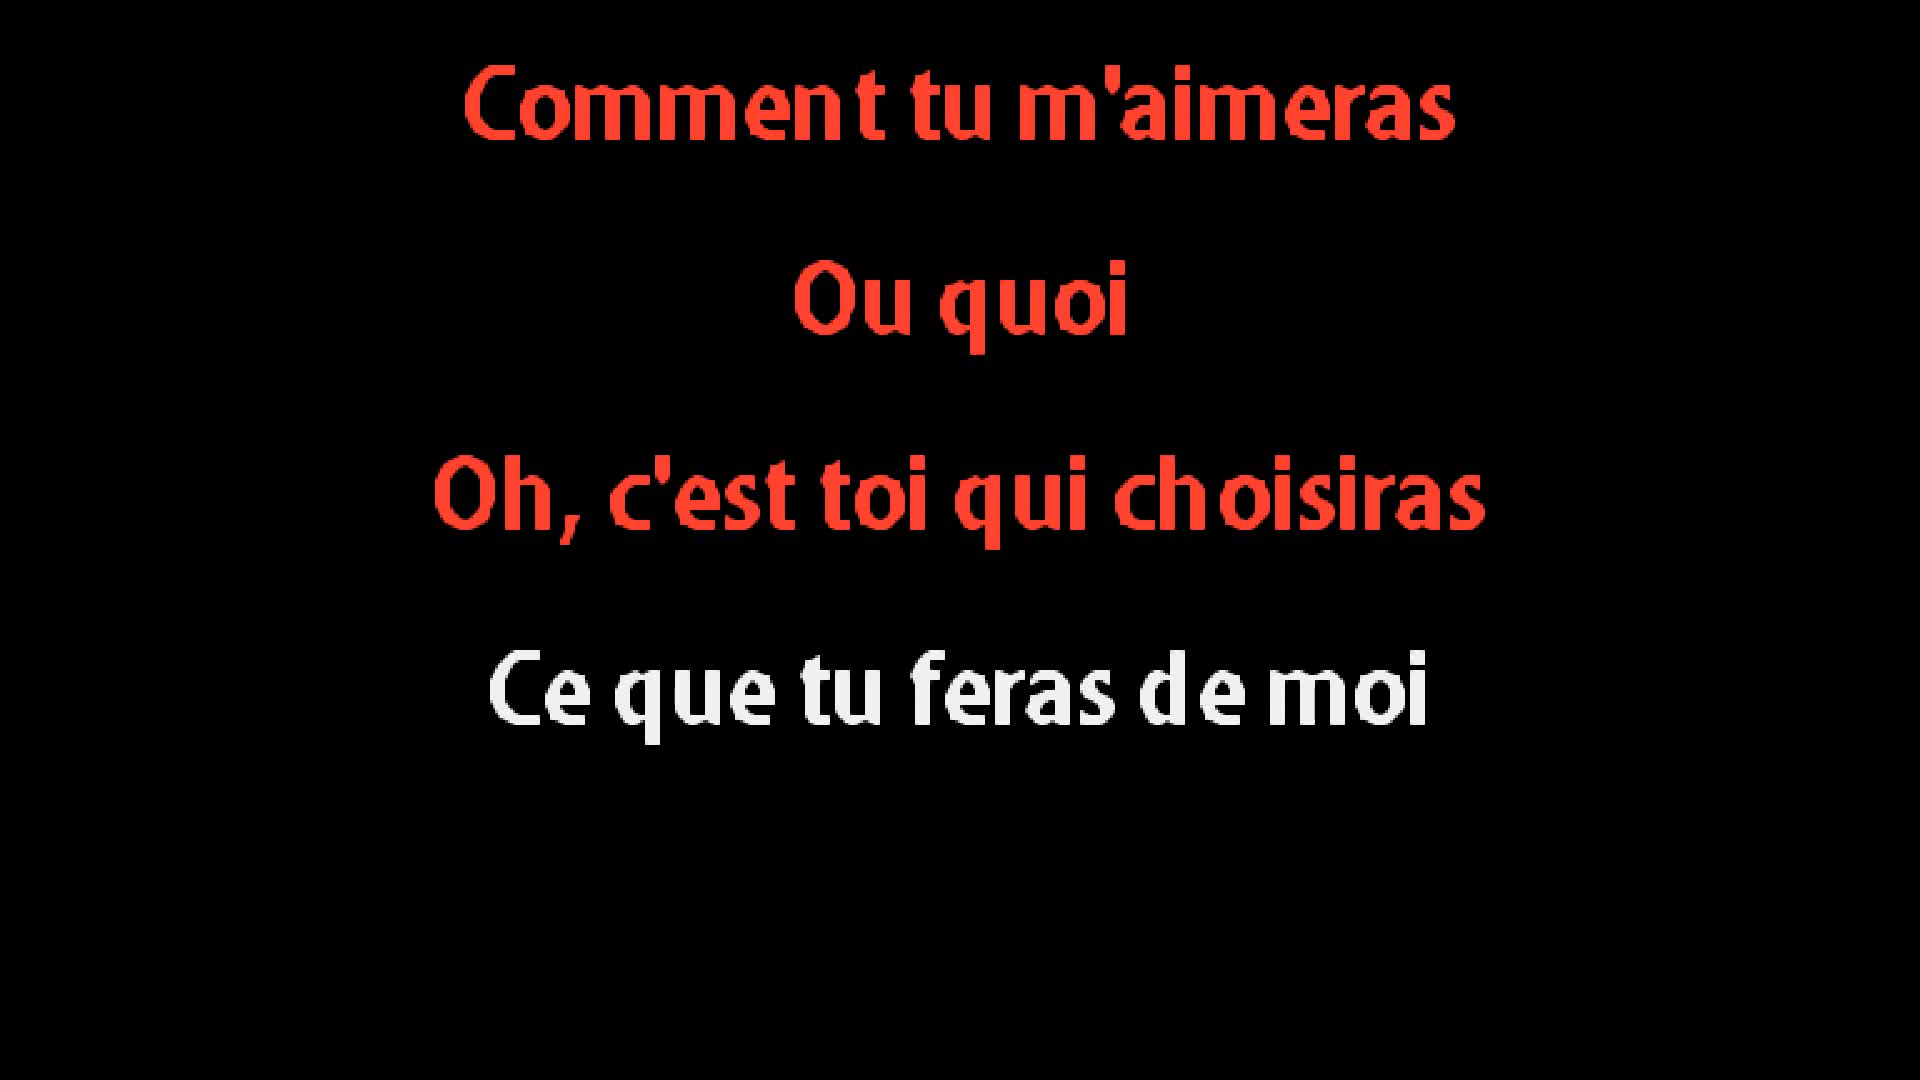 Comment tu m'aimeras
Ou quoi
Oh, c'est toi qui choisiras
Ce que tu feras de moi